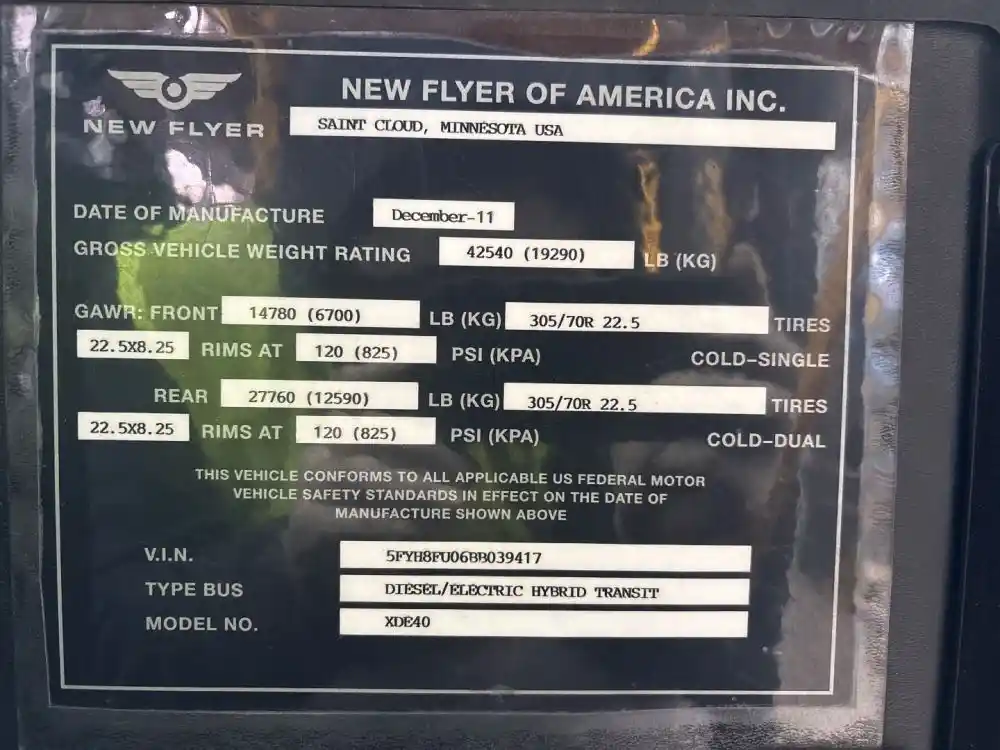 NEW FLYER
NEW FLYER OF AMERICA INC.
SAINT CLOUD, MINNESOTA USA
DATE OF MANUFACTURE December-11
GROSS VEHICLE WEIGHT RATING 42540 (19290) LB (KG)
GAWR: FRONT 14780 (6700) LB (KG) 305/70R 22.5 TIRES
22.5X8.25 RIMS AT 120 (825) PSI (KPA) COLD-SINGLE
REAR 27760 (12590) LB (KG) 305/70R 22.5 TIRES
22.5X8.25 RIMS AT 120 (825) PSI (KPA) COLD-DUAL
THIS VEHICLE CONFORMS TO ALL APPLICABLE US FEDERAL MOTOR
VEHICLE SAFETY STANDARDS IN EFFECT ON THE DATE OF
MANUFACTURE SHOWN ABOVE
V.I.N. 5FYH8FU06BB039417
TYPE BUS DIESEL/ELECTRIC HYBRID TRANSIT
MODEL NO. XDE40